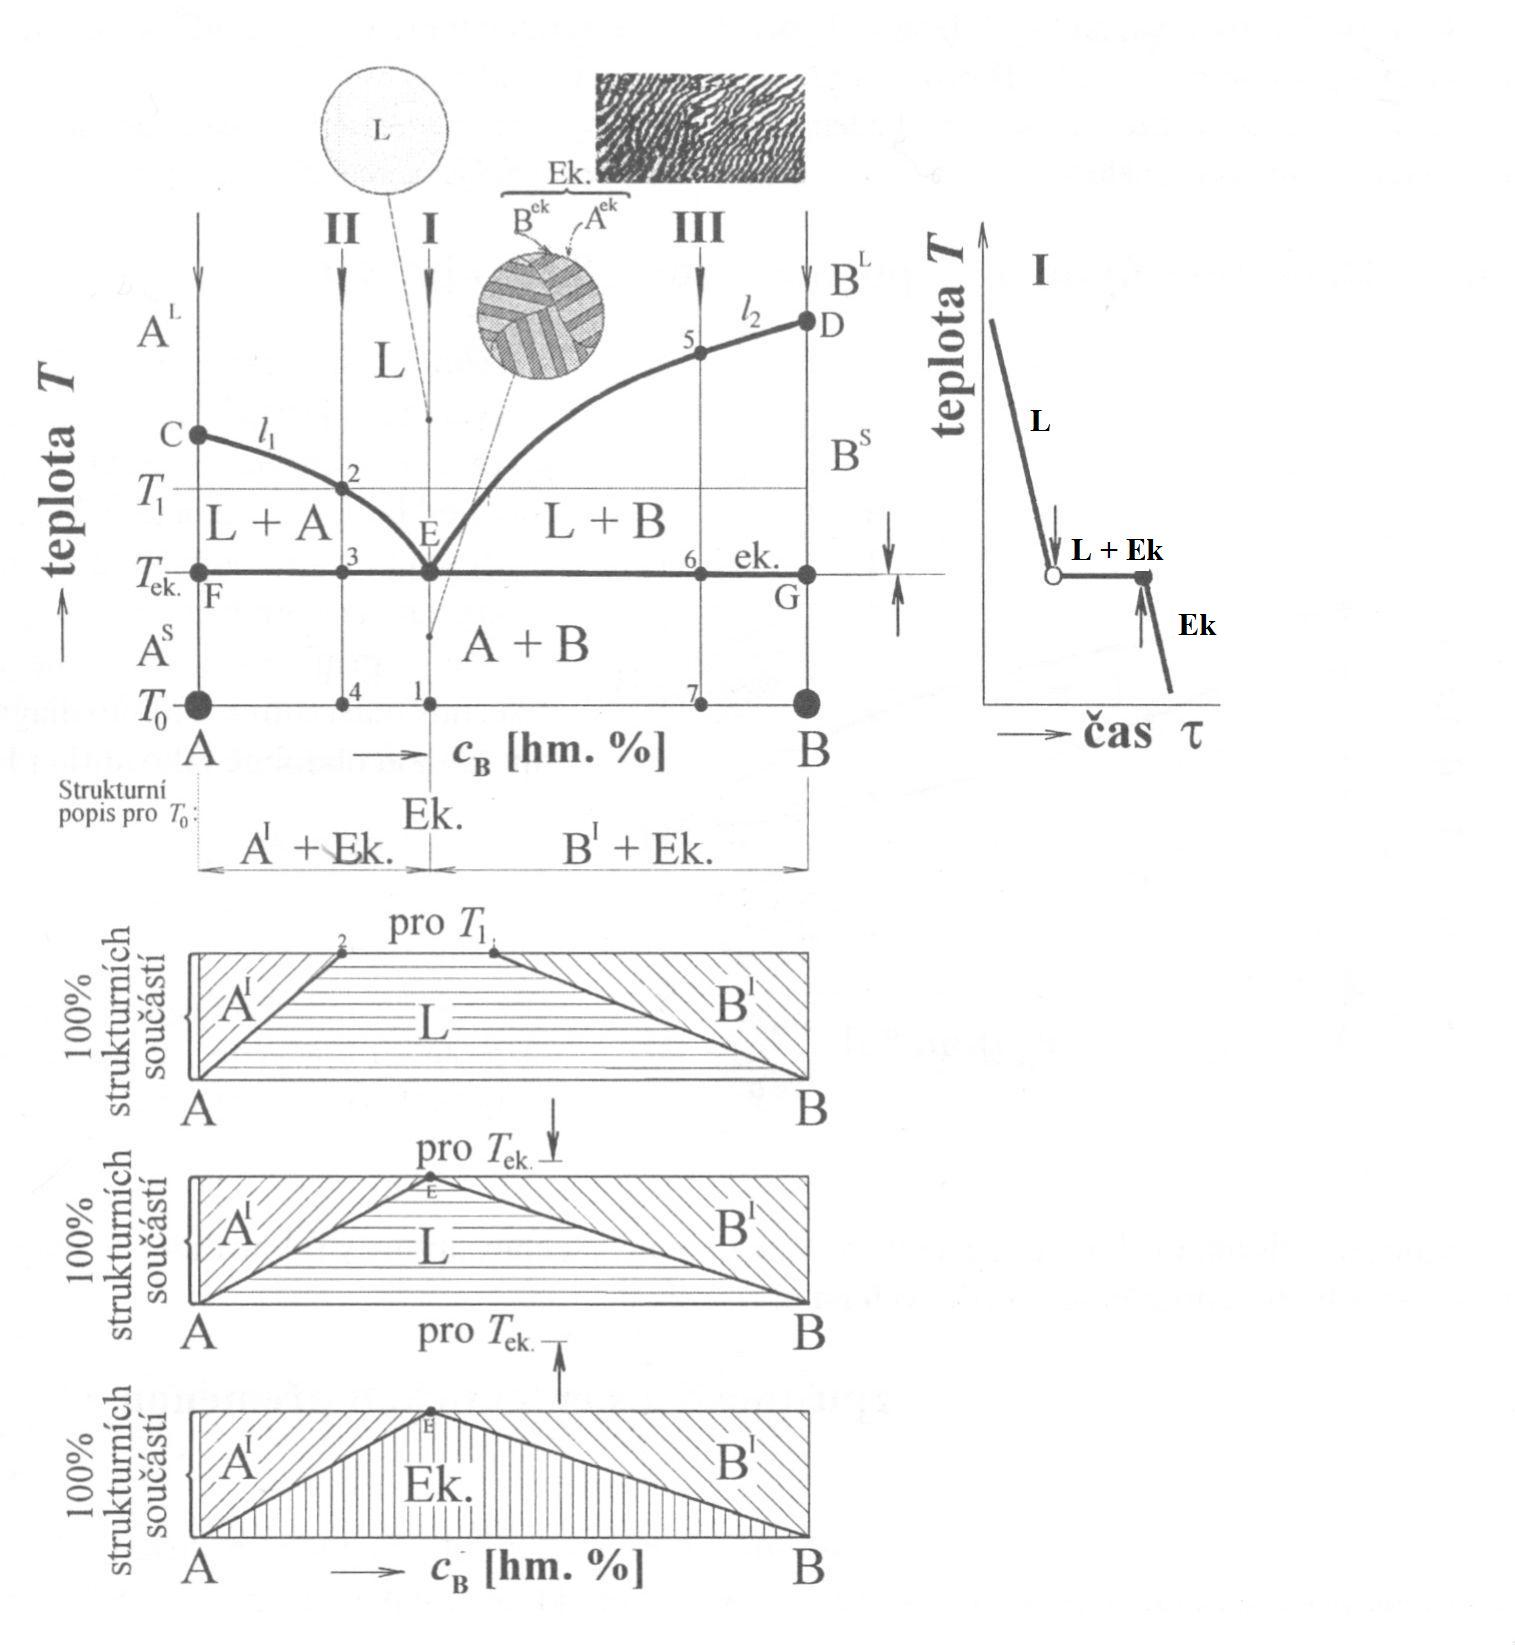 L
Ek.
B^ek A^ek
II I III
A^L
B^L
l₂
D
5
L
teplota T
C
l₁
T₁
2
B^S
L + A
E
L + B
3
6
ek.
T_ek.
F
G
A^S
A + B
T₀
4
1
7
A
c_B [hm. %]
B
Strukturní
popis pro T₀:
Ek.
A^I + Ek.
B^I + Ek.
teplota T
I
L
L + Ek
Ek
čas τ
pro T₁
100%
strukturních
součástí
2
A^I
L
B^I
A
B
pro T_ek.
100%
strukturních
součástí
E
A^I
L
B^I
A
B
pro T_ek.
100%
strukturních
součástí
E
A^I
Ek.
B^I
A
c_B [hm. %]
B